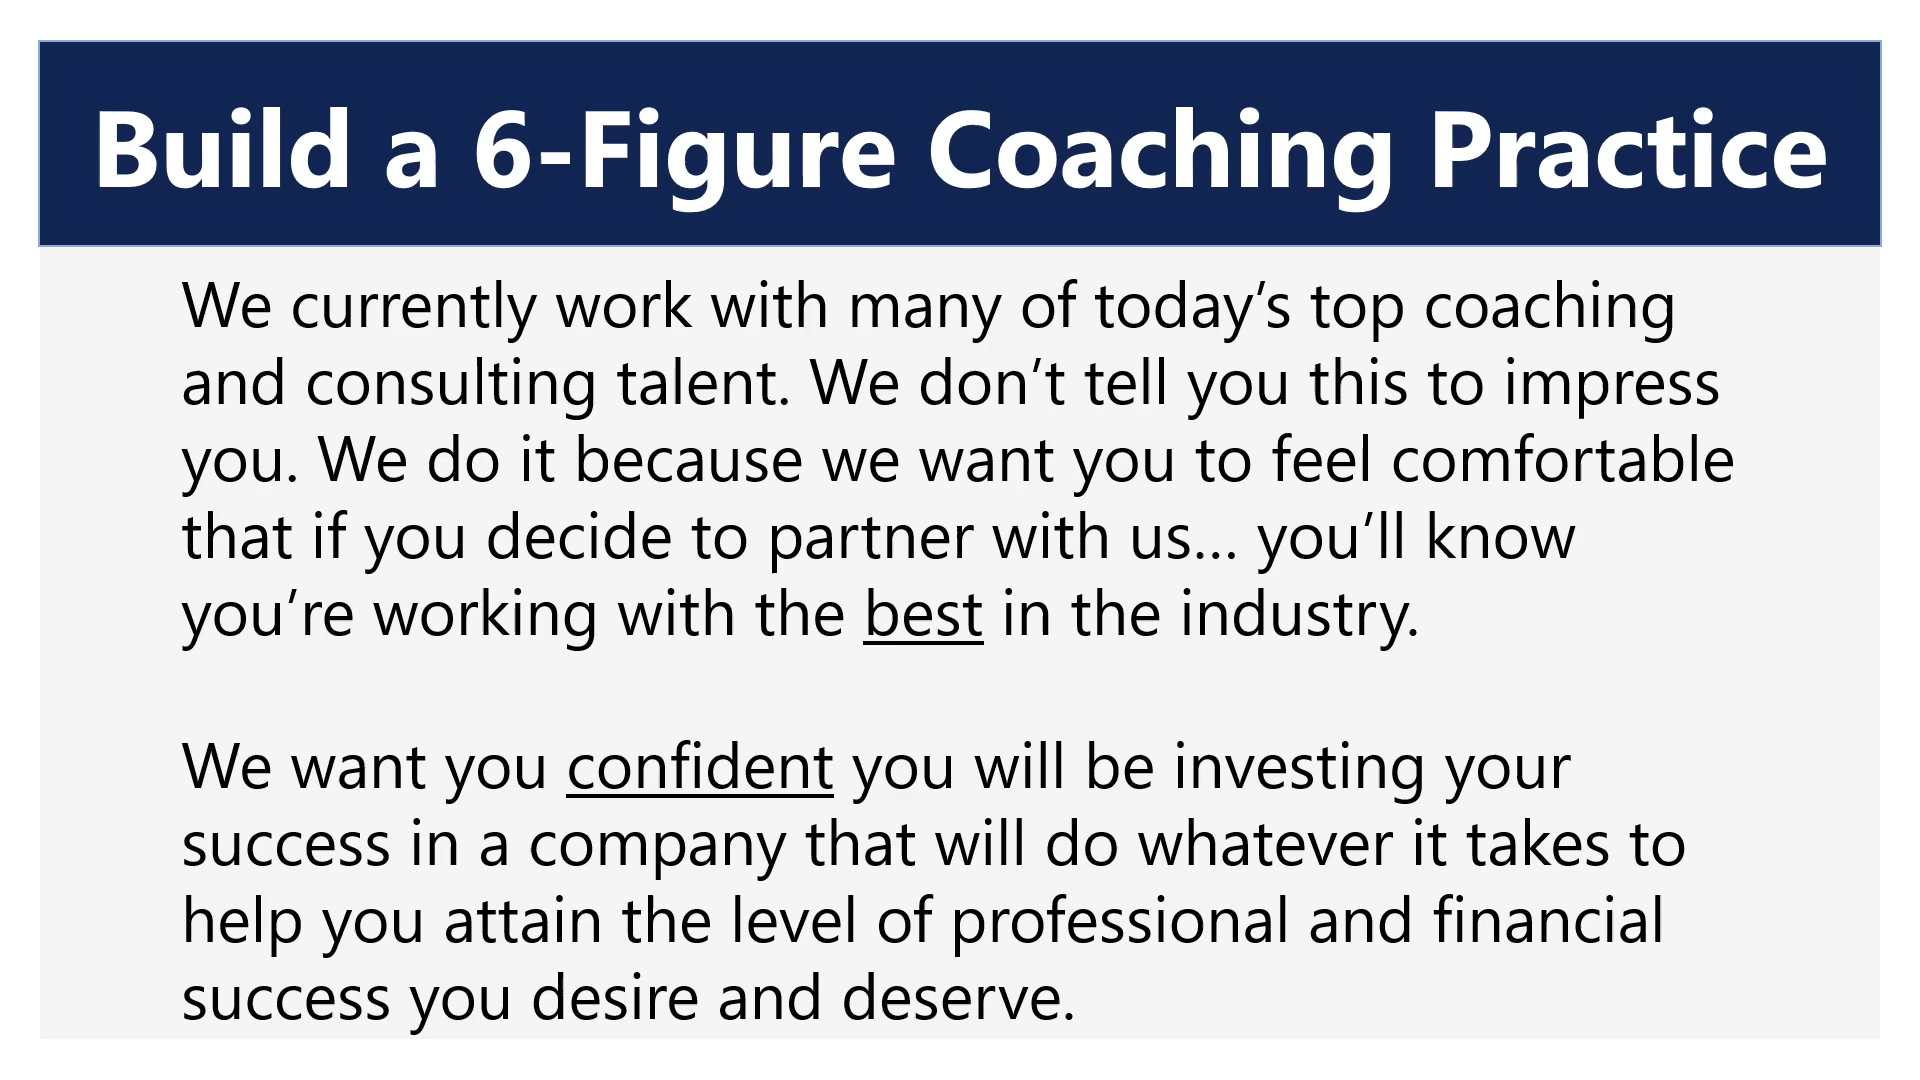 Build a 6-Figure Coaching Practice
We currently work with many of today’s top coaching
and consulting talent. We don’t tell you this to impress
you. We do it because we want you to feel comfortable
that if you decide to partner with us… you’ll know
you’re working with the best in the industry.
We want you confident you will be investing your
success in a company that will do whatever it takes to
help you attain the level of professional and financial
success you desire and deserve.